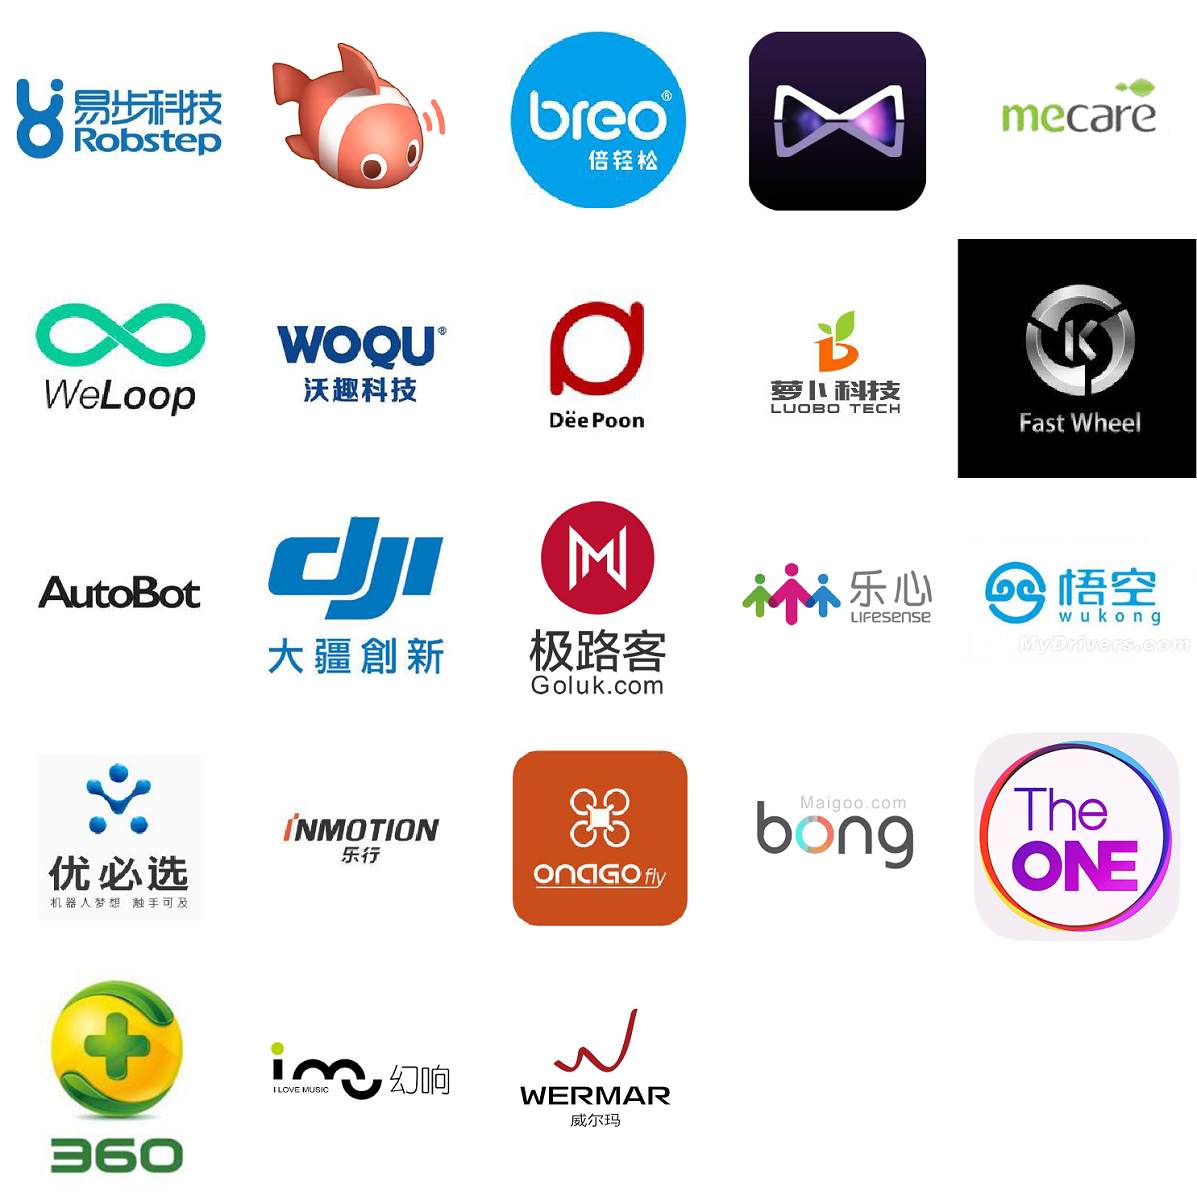 易步科技
Robstep
breo®
倍轻松
mecare
WeLoop
WOQU®
沃趣科技
DëePoon
萝卜科技
LUOBO TECH
K
Fast Wheel
AutoBot
dji
大疆創新
M
极路客
Goluk.com
乐心
LIFESENSE
悟空
wukong
MyDrivers.com
优必选
机器人梦想 触手可及
INMOTION
乐行
ONAGOfly
Maigoo.com
bong
The
ONE
360
imu 幻响
I LOVE MUSIC
WERMAR
威尔玛